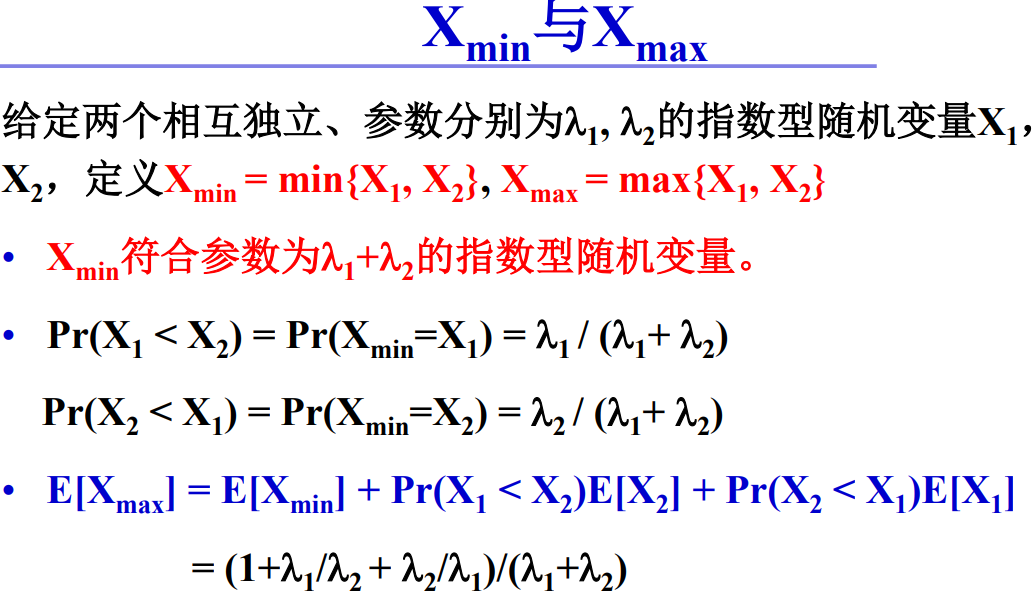 Xmin与Xmax
给定两个相互独立、参数分别为λ1, λ2的指数型随机变量X1，
X2，定义Xmin = min{X1, X2}, Xmax = max{X1, X2}
• Xmin符合参数为λ1+λ2的指数型随机变量。
• Pr(X1 < X2) = Pr(Xmin=X1) = λ1 / (λ1+ λ2)
Pr(X2 < X1) = Pr(Xmin=X2) = λ2 / (λ1+ λ2)
• E[Xmax] = E[Xmin] + Pr(X1 < X2)E[X2] + Pr(X2 < X1)E[X1]
= (1+λ1/λ2 + λ2/λ1)/(λ1+λ2)